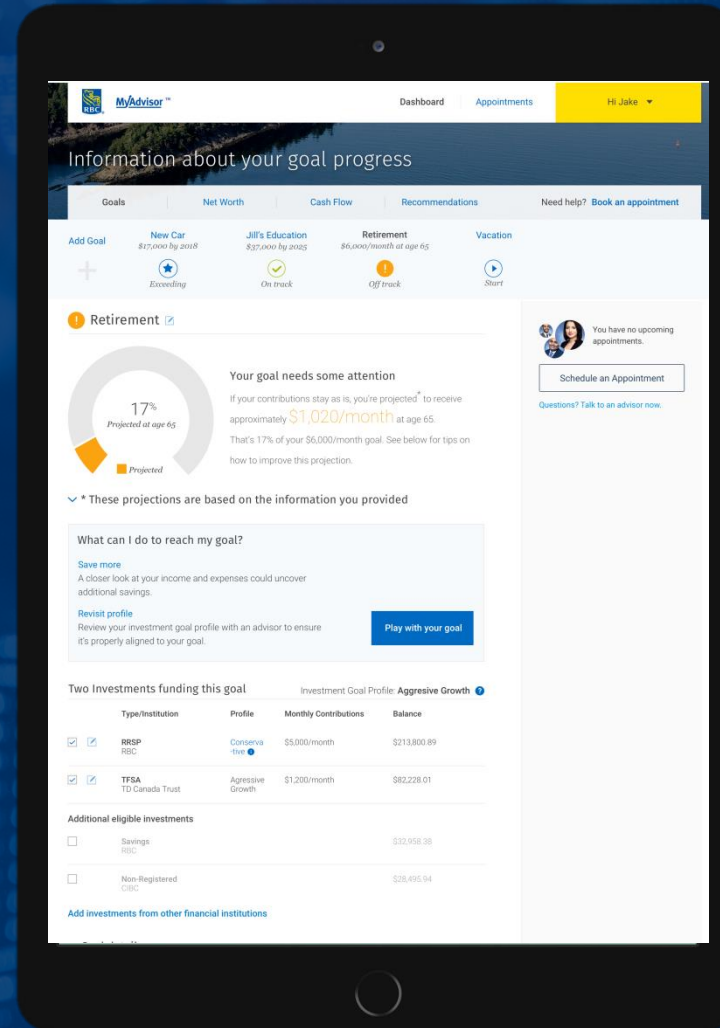 RBC
MyAdvisor ™
Dashboard
Appointments
Hi Jake
Information about your goal progress
Goals
Net Worth
Cash Flow
Recommendations
Need help? Book an appointment
Add Goal
New Car
$17,000 by 2018
Exceeding
Jill's Education
$37,000 by 2025
On track
Retirement
$6,000/month at age 65
Off track
Vacation
Start
Retirement
17%
Projected at age 65
Projected
Your goal needs some attention
If your contributions stay as is, you're projected* to receive
approximately $1,020/month at age 65.
That's 17% of your $6,000/month goal. See below for tips on
how to improve this projection.
* These projections are based on the information you provided
What can I do to reach my goal?
Save more
A closer look at your income and expenses could uncover
additional savings.
Revisit profile
Review your investment goal profile with an advisor to ensure
it's properly aligned to your goal.
Play with your goal
You have no upcoming
appointments.
Schedule an Appointment
Questions? Talk to an advisor now.
Two Investments funding this goal
Investment Goal Profile: Aggresive Growth ?
Type/Institution Profile Monthly Contributions Balance
RRSP Conserva $5,000/month $213,800.89
RBC -tive
TFSA Agressive $1,200/month $82,228.01
TD Canada Trust Growth
Additional eligible investments
Savings $32,958.38
RBC
Non-Registered $28,495.94
CIBC
Add investments from other financial institutions